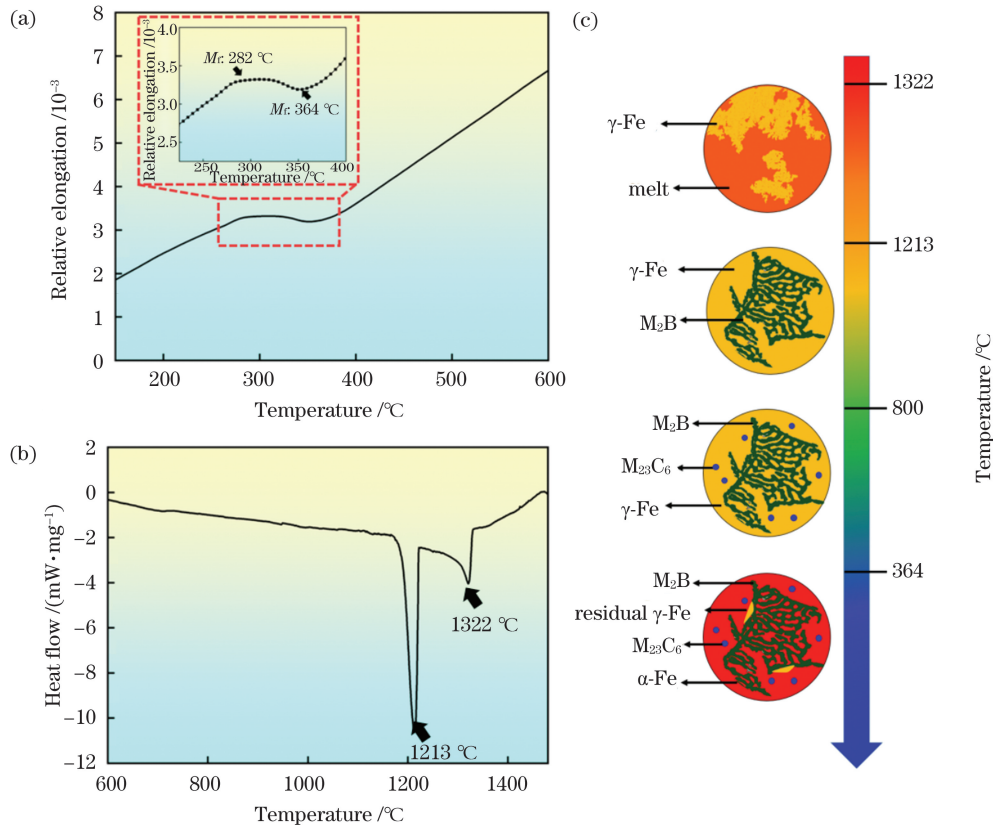 (a)
8
7
6
5
4
3
2
1
0
Relative elongation /10⁻³
4.0
3.5
3.0
2.5
Relative elongation /10⁻³
Mf: 282 ℃
Mf: 364 ℃
250
300
350
400
Temperature /℃
200
300
400
500
600
Temperature /℃
(b)
2
0
−2
−4
−6
−8
−10
−12
Heat flow /(mW·mg⁻¹)
1322 ℃
1213 ℃
600
800
1000
1200
1400
Temperature /℃
(c)
γ-Fe
melt
γ-Fe
M₂B
M₂B
M₂₃C₆
γ-Fe
M₂B
residual γ-Fe
M₂₃C₆
α-Fe
1322
1213
800
364
Temperature /℃